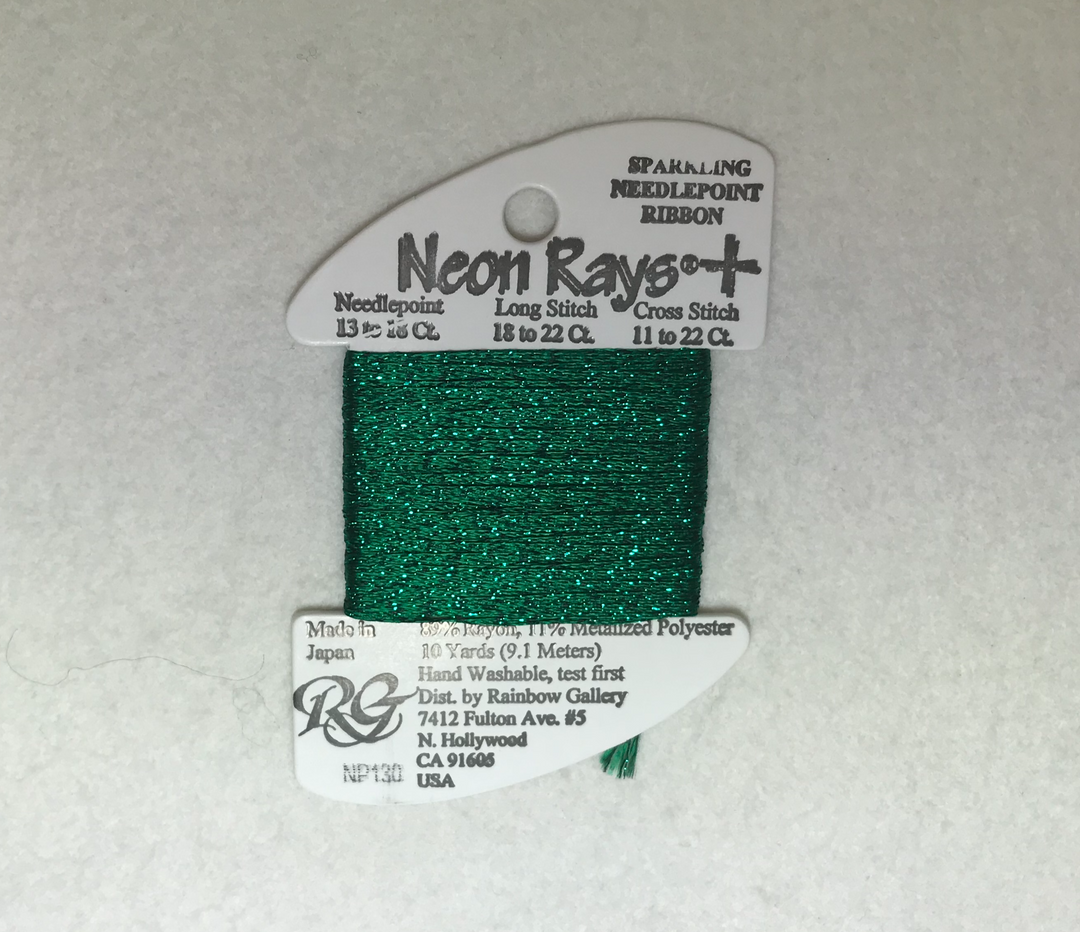 SPARKLING
NEEDLEPOINT
RIBBON
Neon Rays®+
Needlepoint Long Stitch Cross Stitch
13 to 18 Ct. 18 to 22 Ct. 11 to 22 Ct.
Made in 89% Rayon, 11% Metalized Polyester
Japan 10 Yards (9.1 Meters)
Hand Washable, test first
RG Dist. by Rainbow Gallery
7412 Fulton Ave. #5
N. Hollywood
NP130 CA 91605
USA